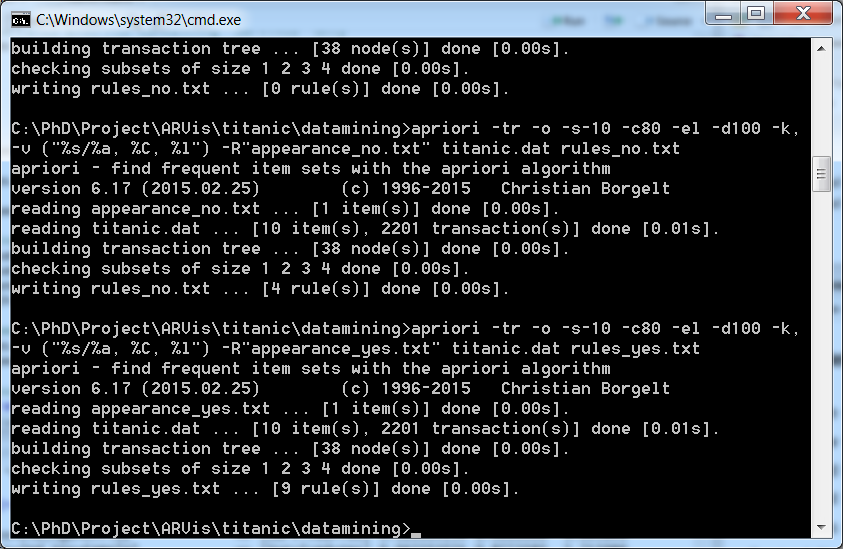 C:\Windows\system32\cmd.exe
building transaction tree ... [38 node(s)] done [0.00s].
checking subsets of size 1 2 3 4 done [0.00s].
writing rules_no.txt ... [0 rule(s)] done [0.00s].
C:\PhD\Project\ARVis\titanic\datamining>apriori -tr -o -s-10 -c80 -el -d100 -k,
-v ("%s/%a, %C, %l") -R"appearance_no.txt" titanic.dat rules_no.txt
apriori - find frequent item sets with the apriori algorithm
version 6.17 (2015.02.25)        (c) 1996-2015   Christian Borgelt
reading appearance_no.txt ... [1 item(s)] done [0.00s].
reading titanic.dat ... [10 item(s), 2201 transaction(s)] done [0.01s].
building transaction tree ... [38 node(s)] done [0.00s].
checking subsets of size 1 2 3 4 done [0.00s].
writing rules_no.txt ... [4 rule(s)] done [0.00s].
C:\PhD\Project\ARVis\titanic\datamining>apriori -tr -o -s-10 -c80 -el -d100 -k,
-v ("%s/%a, %C, %l") -R"appearance_yes.txt" titanic.dat rules_yes.txt
apriori - find frequent item sets with the apriori algorithm
version 6.17 (2015.02.25)        (c) 1996-2015   Christian Borgelt
reading appearance_yes.txt ... [1 item(s)] done [0.00s].
reading titanic.dat ... [10 item(s), 2201 transaction(s)] done [0.01s].
building transaction tree ... [38 node(s)] done [0.00s].
checking subsets of size 1 2 3 4 done [0.00s].
writing rules_yes.txt ... [9 rule(s)] done [0.00s].
C:\PhD\Project\ARVis\titanic\datamining>_